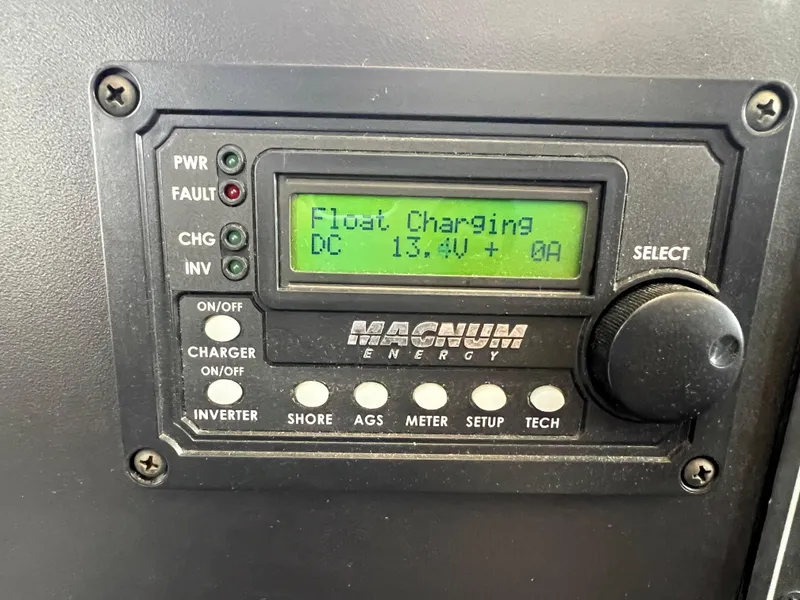 PWR
FAULT
CHG
INV
Float Charging
DC 13.4V + 0A
SELECT
ON/OFF
CHARGER
ON/OFF
INVERTER
MAGNUM
ENERGY
SHORE AGS METER SETUP TECH